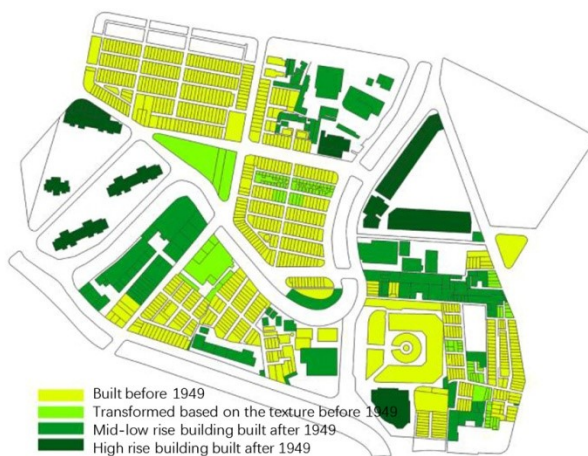 Built before 1949
Transformed based on the texture before 1949
Mid-low rise building built after 1949
High rise building built after 1949